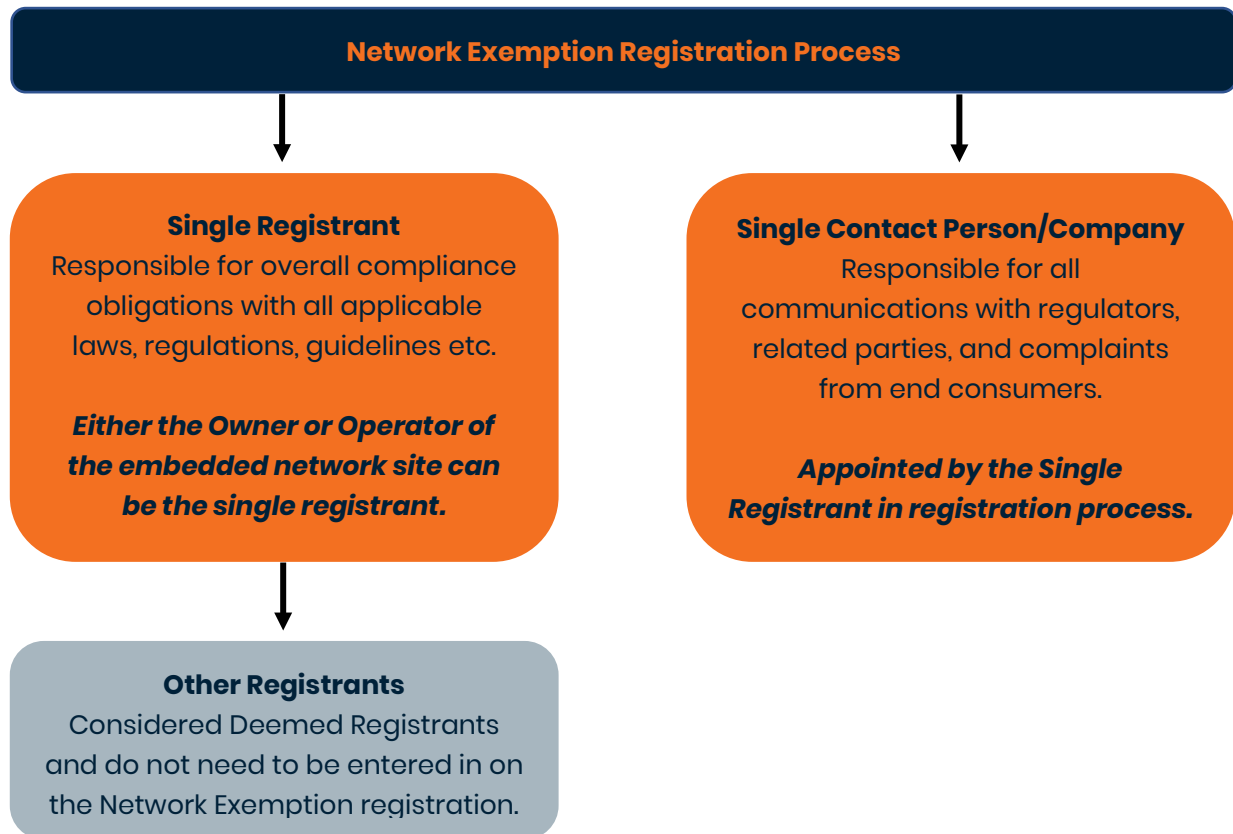 Network Exemption Registration Process
Single Registrant
Responsible for overall compliance
obligations with all applicable
laws, regulations, guidelines etc.
Either the Owner or Operator of
the embedded network site can
be the single registrant.
Single Contact Person/Company
Responsible for all
communications with regulators,
related parties, and complaints
from end consumers.
Appointed by the Single
Registrant in registration process.
Other Registrants
Considered Deemed Registrants
and do not need to be entered in on
the Network Exemption registration.